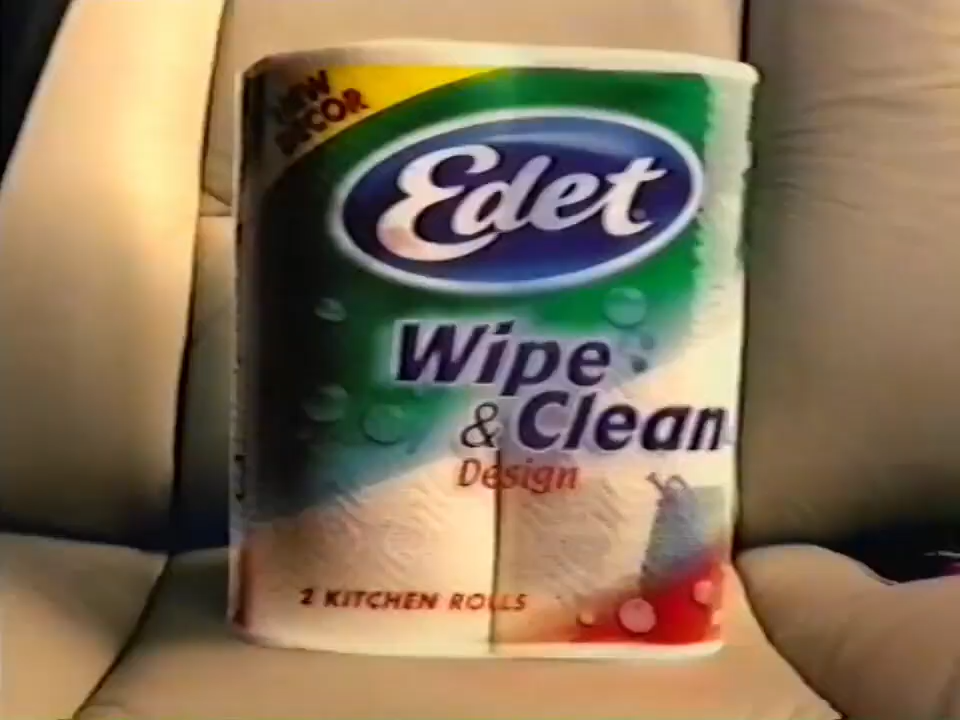 NEW
DECOR
Edet
Wipe
& Clean
Design
2 KITCHEN ROLLS